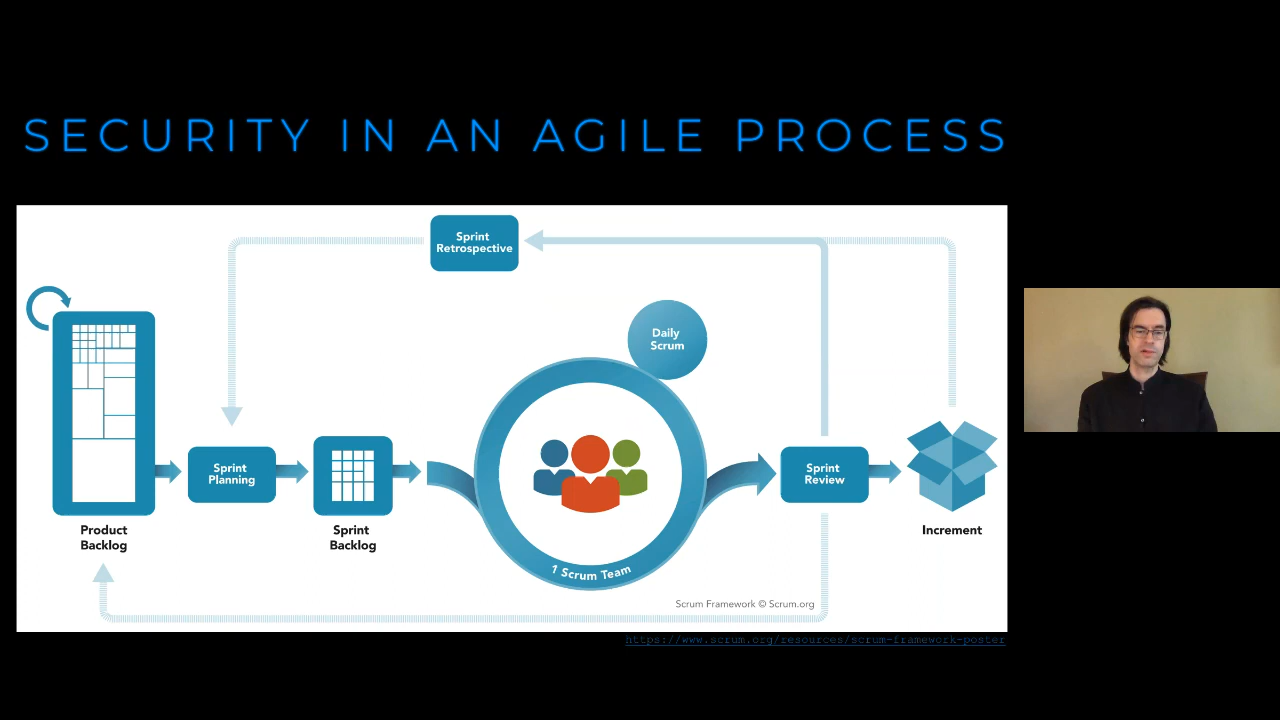 SECURITY IN AN AGILE PROCESS
Sprint
Retrospective
Daily
Scrum
Sprint
Planning
Sprint
Review
Product
Backlog
Sprint
Backlog
Increment
1 Scrum Team
Scrum Framework © Scrum.org
https://www.scrum.org/resources/scrum-framework-poster